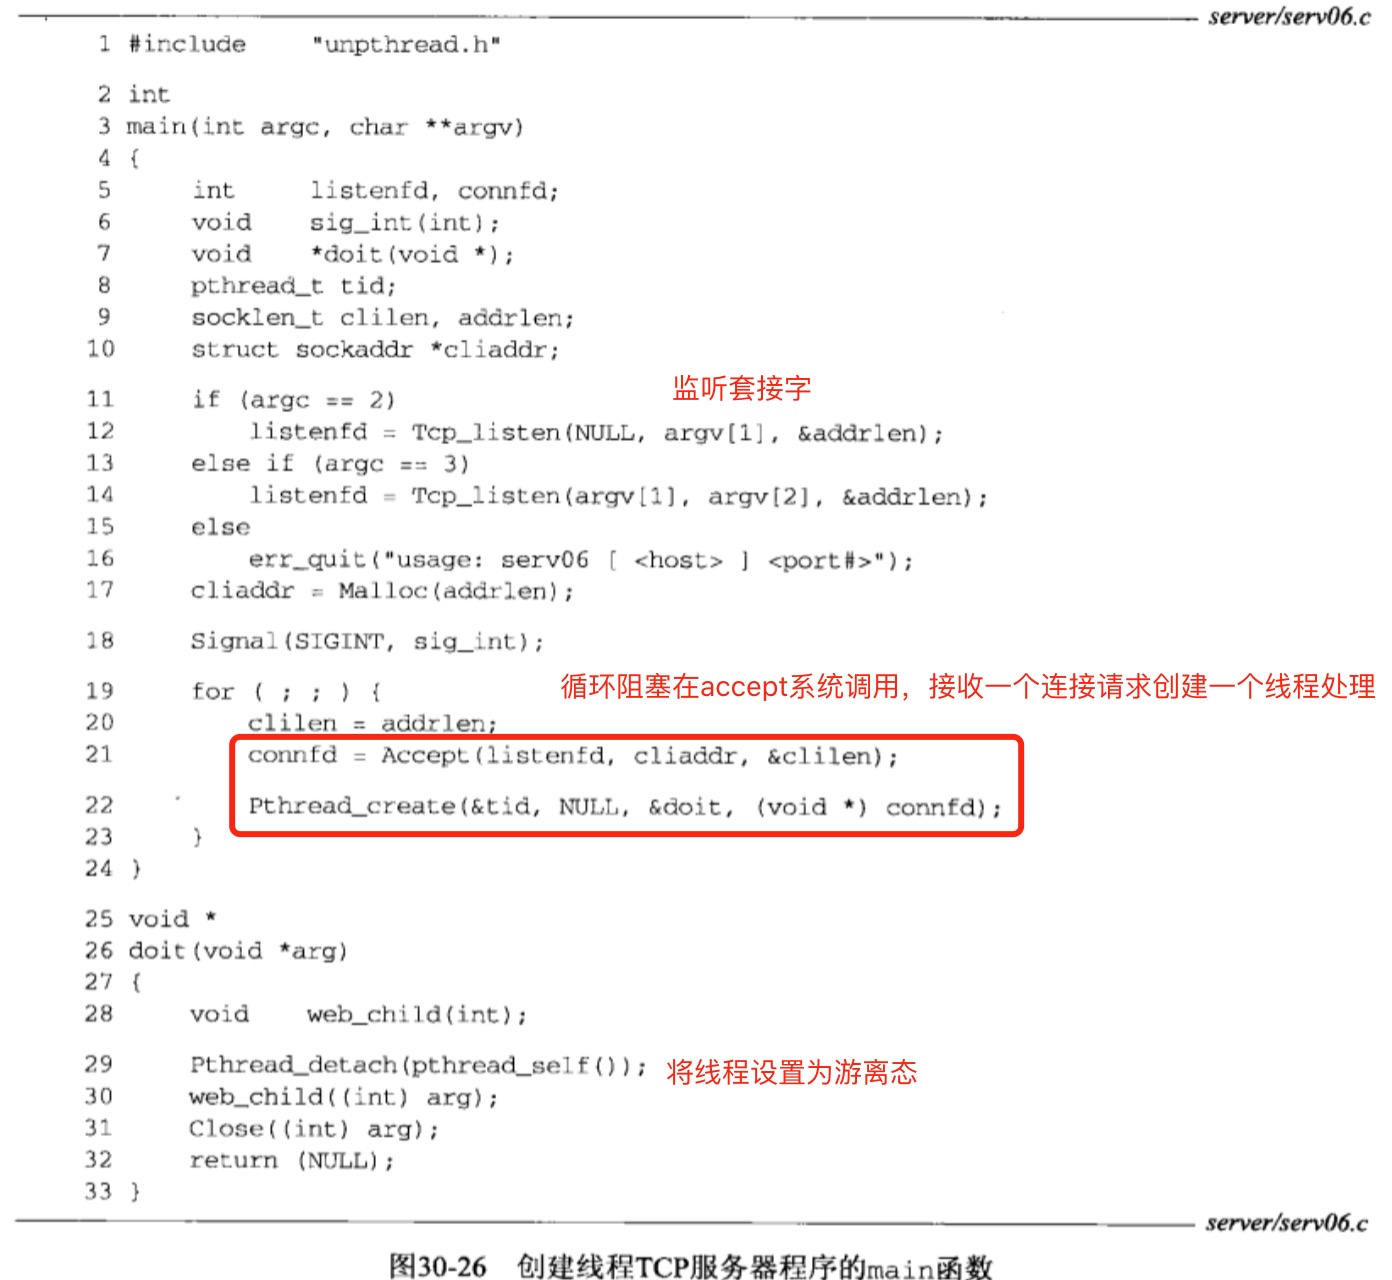 server/serv06.c
1 #include "unpthread.h"
2 int
3 main(int argc, char **argv)
4 {
5 int listenfd, connfd;
6 void sig_int(int);
7 void *doit(void *);
8 pthread_t tid;
9 socklen_t clilen, addrlen;
10 struct sockaddr *cliaddr;
监听套接字
11 if (argc == 2)
12 listenfd = Tcp_listen(NULL, argv[1], &addrlen);
13 else if (argc == 3)
14 listenfd = Tcp_listen(argv[1], argv[2], &addrlen);
15 else
16 err_quit("usage: serv06 [ <host> ] <port#>");
17 cliaddr = Malloc(addrlen);
18 Signal(SIGINT, sig_int);
19 for ( ; ; ) { 循环阻塞在accept系统调用，接收一个连接请求创建一个线程处理
20 clilen = addrlen;
21 connfd = Accept(listenfd, cliaddr, &clilen);
22 Pthread_create(&tid, NULL, &doit, (void *) connfd);
23 }
24 }
25 void *
26 doit(void *arg)
27 {
28 void web_child(int);
29 Pthread_detach(pthread_self()); 将线程设置为游离态
30 web_child((int) arg);
31 Close((int) arg);
32 return (NULL);
33 }
server/serv06.c
图30-26 创建线程TCP服务器程序的main函数